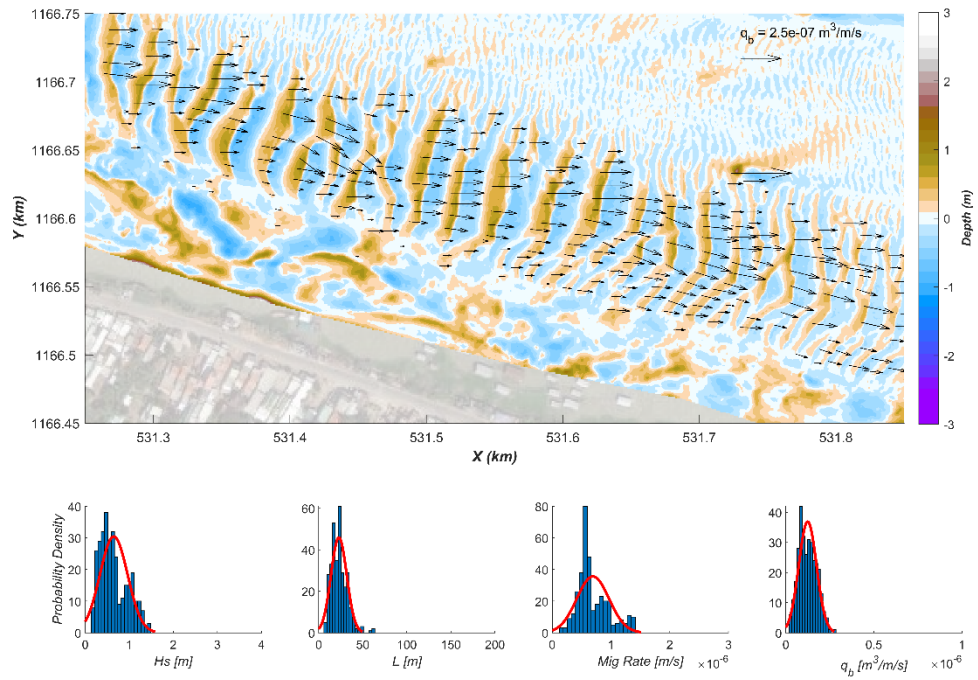 1166.75
1166.7
1166.65
1166.6
1166.55
1166.5
1166.45
Y (km)
q_b = 2.5e-07 m³/m/s
531.3 531.4 531.5 531.6 531.7 531.8
X (km)
3
2
1
0
-1
-2
-3
Depth (m)
Probability Density
40
30
20
10
0
0 1 2 3 4
Hs [m]
60
40
20
0
0 50 100 150 200
L [m]
80
60
40
20
0
0 1 2 3
×10⁻⁶
Mig Rate [m/s]
40
20
0
0 0.5 1
×10⁻⁶
q_b [m³/m/s]